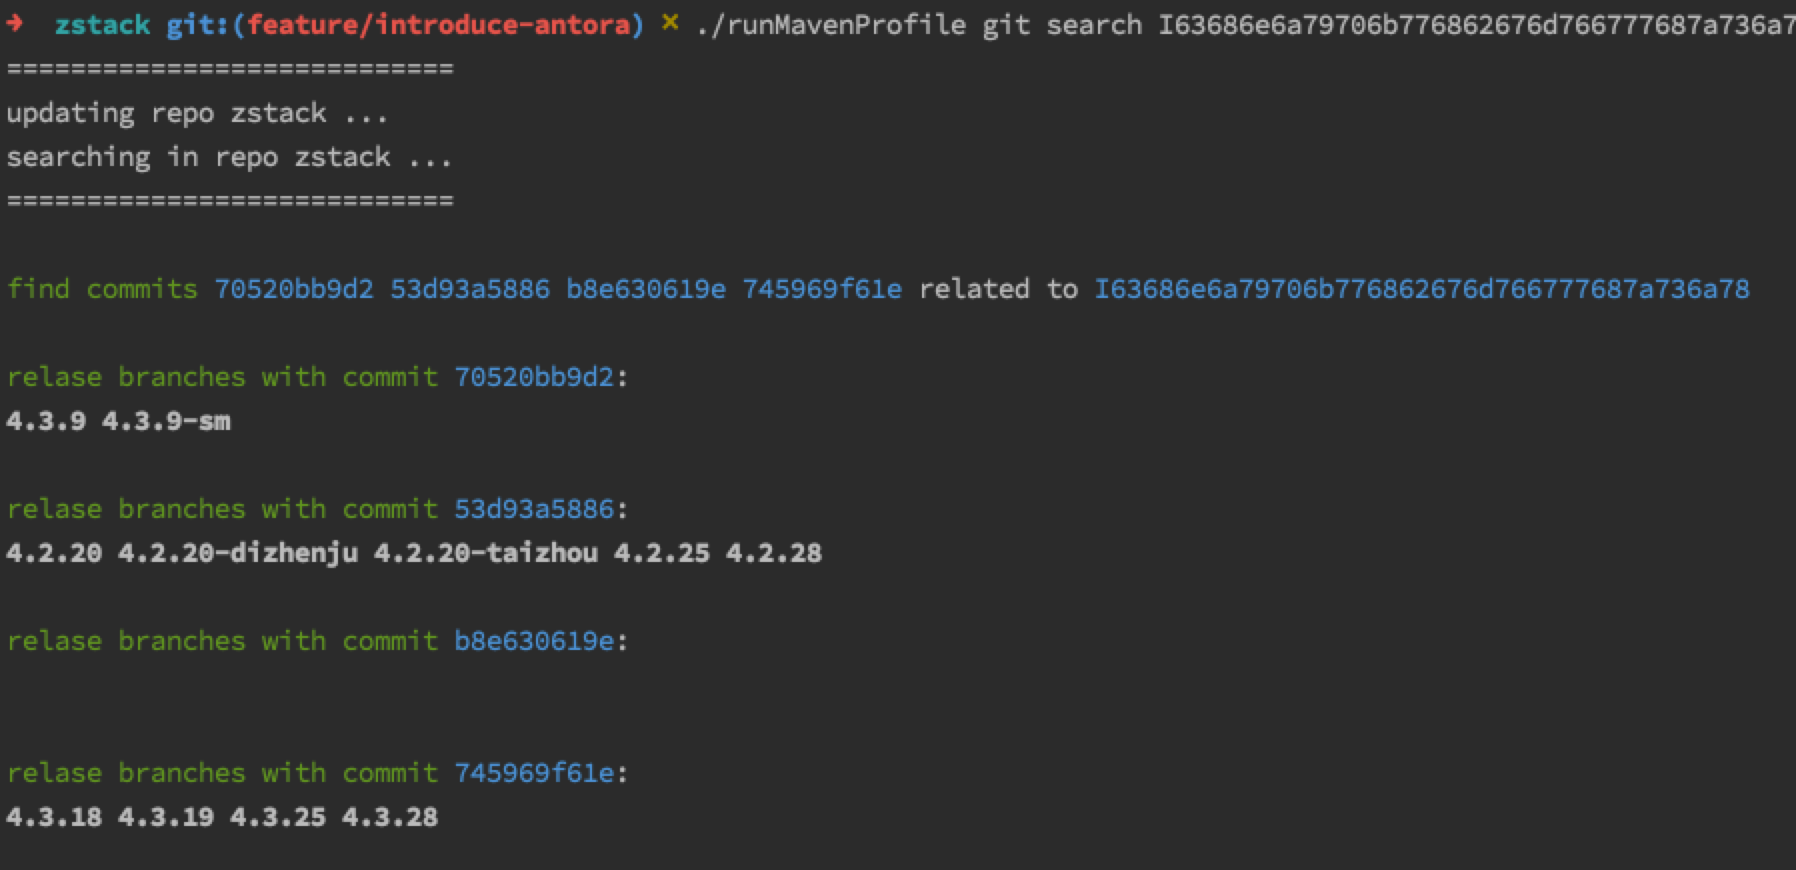 ➜ zstack git:(feature/introduce-antora) ✗ ./runMavenProfile git search I63686e6a79706b776862676d766777687a736a7
============================
updating repo zstack ...
searching in repo zstack ...
============================
find commits 70520bb9d2 53d93a5886 b8e630619e 745969f61e related to I63686e6a79706b776862676d766777687a736a78
relase branches with commit 70520bb9d2:
4.3.9 4.3.9-sm
relase branches with commit 53d93a5886:
4.2.20 4.2.20-dizhenju 4.2.20-taizhou 4.2.25 4.2.28
relase branches with commit b8e630619e:
relase branches with commit 745969f61e:
4.3.18 4.3.19 4.3.25 4.3.28